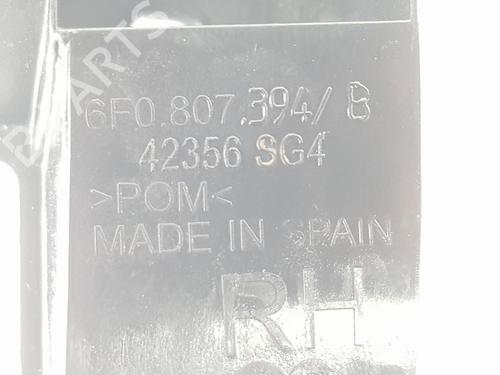 6F0.807.394/ B
42356 SG4
>POM<
MADE IN SPAIN
RH